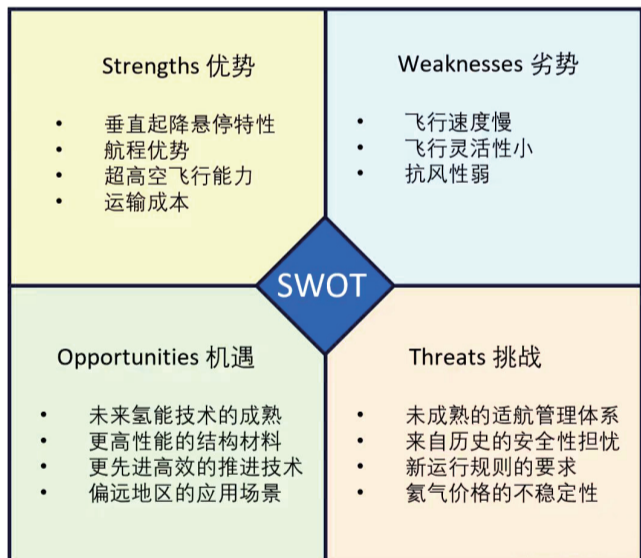 Strengths 优势
• 垂直起降悬停特性
• 航程优势
• 超高空飞行能力
• 运输成本
Weaknesses 劣势
• 飞行速度慢
• 飞行灵活性小
• 抗风性弱
SWOT
Opportunities 机遇
• 未来氢能技术的成熟
• 更高性能的结构材料
• 更先进高效的推进技术
• 偏远地区的应用场景
Threats 挑战
• 未成熟的适航管理体系
• 来自历史的安全性担忧
• 新运行规则的要求
• 氦气价格的不稳定性